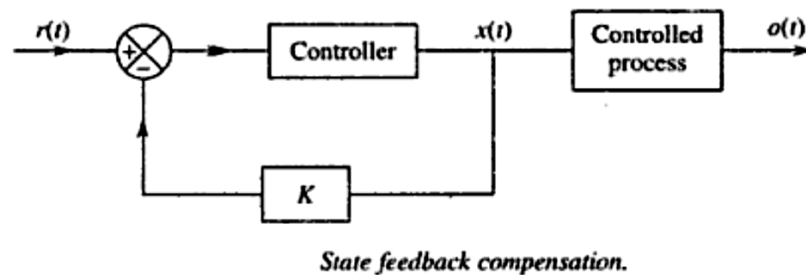 r(t)
+
−
Controller
x(t)
Controlled
process
o(t)
K
State feedback compensation.